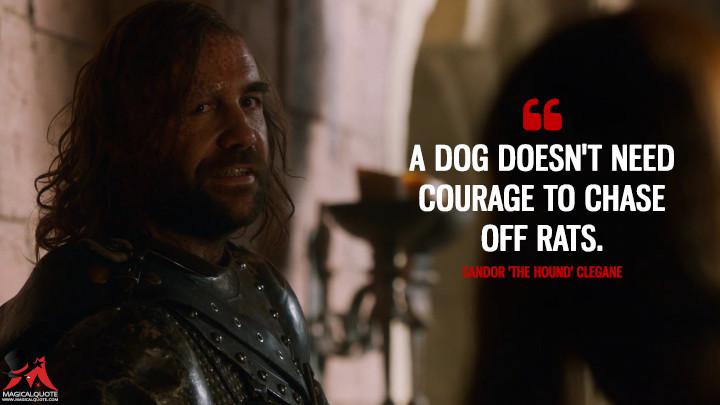 ❝
A DOG DOESN'T NEED
COURAGE TO CHASE
OFF RATS.
SANDOR 'THE HOUND' CLEGANE
MAGICALQUOTE
WWW.MAGICALQUOTE.COM